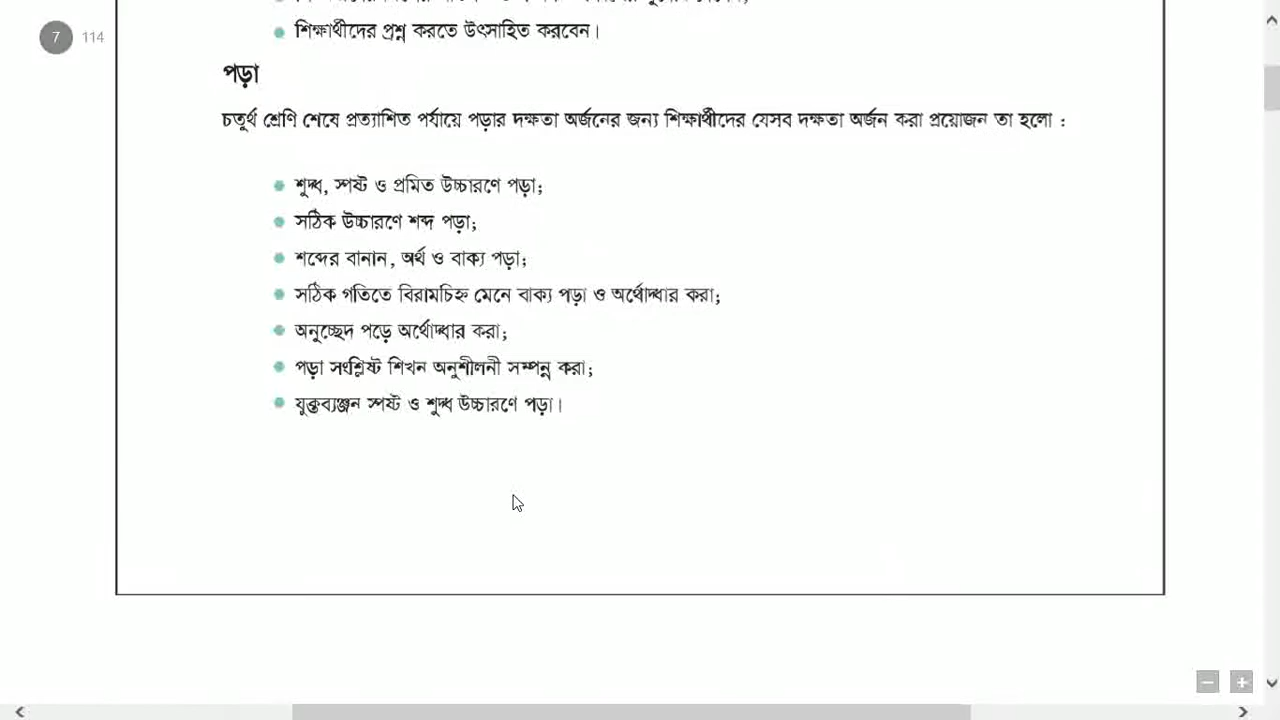 7 114
শিক্ষার্থীদের প্রশ্ন করতে উৎসাহিত করবেন।
পড়া
চতুর্থ শ্রেণি শেষে প্রত্যাশিত পর্যায়ে পড়ার দক্ষতা অর্জনের জন্য শিক্ষার্থীদের যেসব দক্ষতা অর্জন করা প্রয়োজন তা হলো :
শুদ্ধ, স্পষ্ট ও প্রমিত উচ্চারণে পড়া;
সঠিক উচ্চারণে শব্দ পড়া;
শব্দের বানান, অর্থ ও বাক্য পড়া;
সঠিক গতিতে বিরামচিহ্ন মেনে বাক্য পড়া ও অর্থোদ্ধার করা;
অনুচ্ছেদ পড়ে অর্থোদ্ধার করা;
পড়া সংশ্লিষ্ট শিখন অনুশীলনী সম্পন্ন করা;
যুক্তব্যঞ্জন স্পষ্ট ও শুদ্ধ উচ্চারণে পড়া।